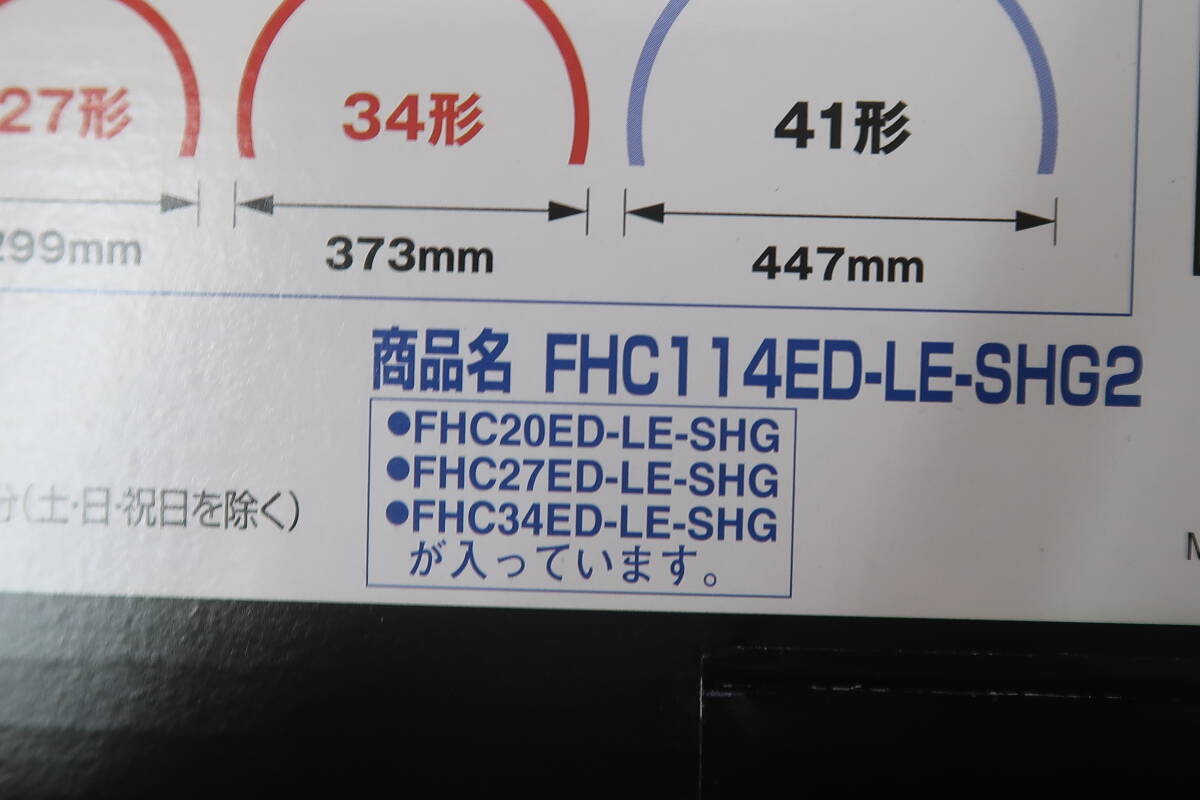 27形
34形
41形
299mm
373mm
447mm
商品名 FHC114ED-LE-SHG2
●FHC20ED-LE-SHG
●FHC27ED-LE-SHG
●FHC34ED-LE-SHG
が入っています。
分(土・日・祝日を除く)